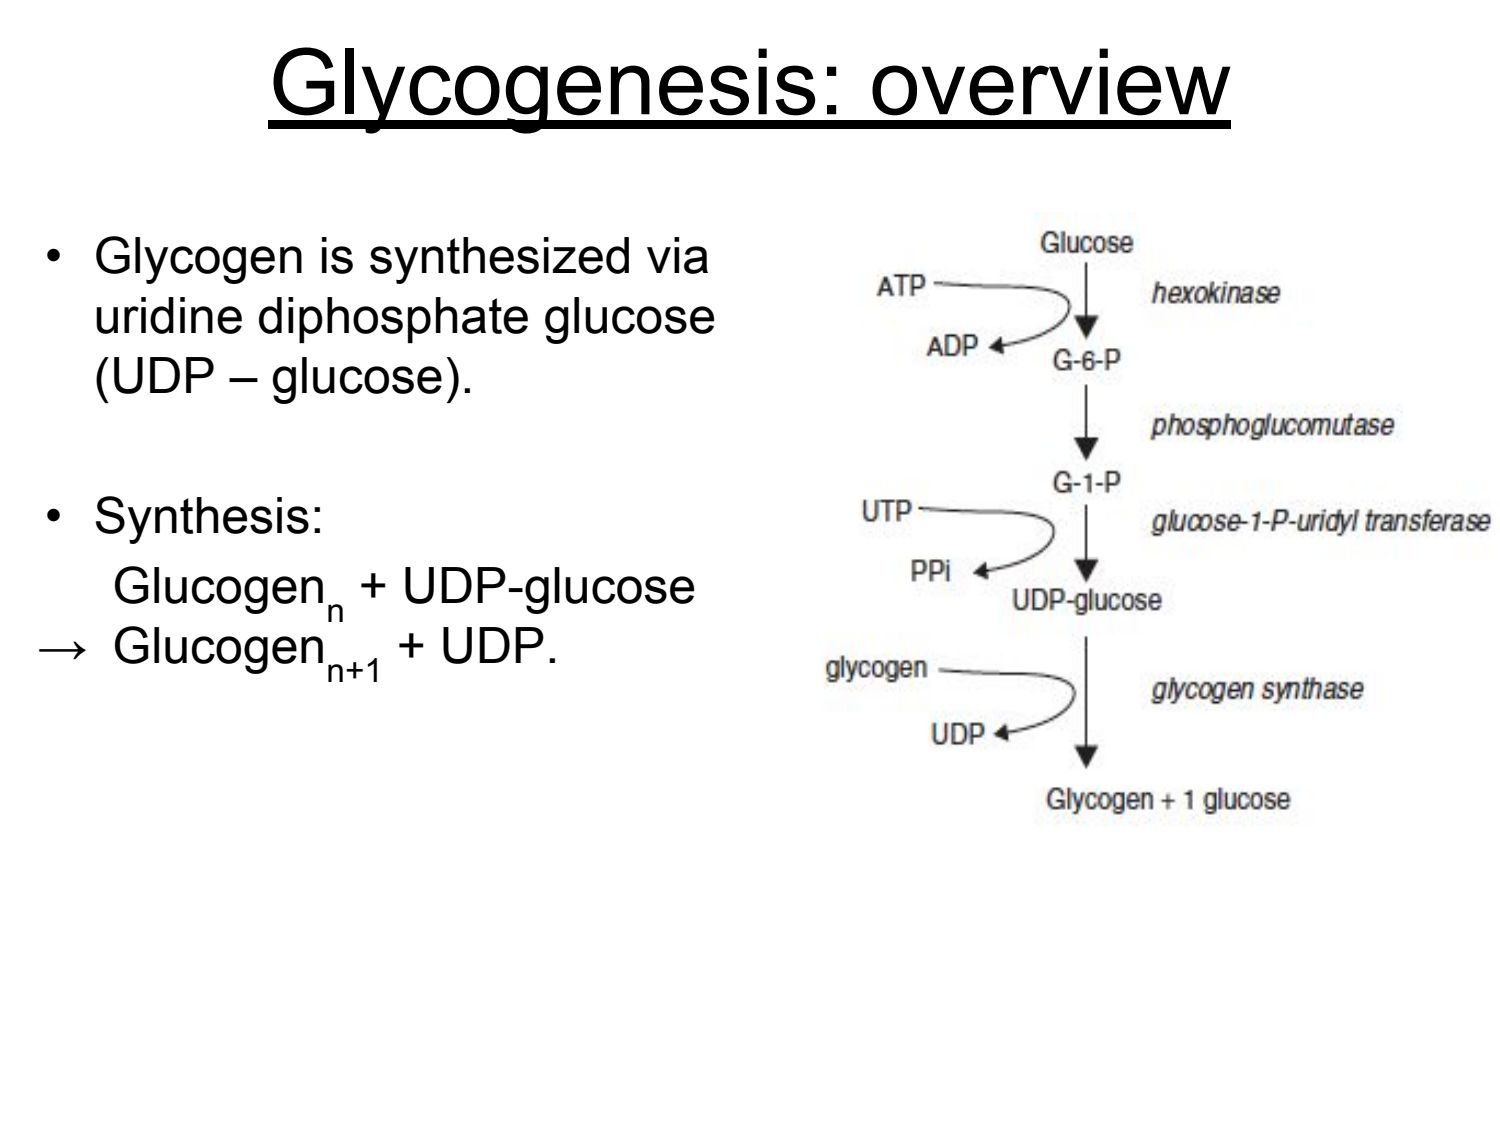 Glycogenesis: overview
• Glycogen is synthesized via
uridine diphosphate glucose
(UDP – glucose).
• Synthesis:
Glucogenn + UDP-glucose
→ Glucogenn+1 + UDP.
Glucose
ATP
hexokinase
ADP
G-6-P
phosphoglucomutase
G-1-P
UTP
glucose-1-P-uridyl transferase
PPi
UDP-glucose
glycogen
glycogen synthase
UDP
Glycogen + 1 glucose